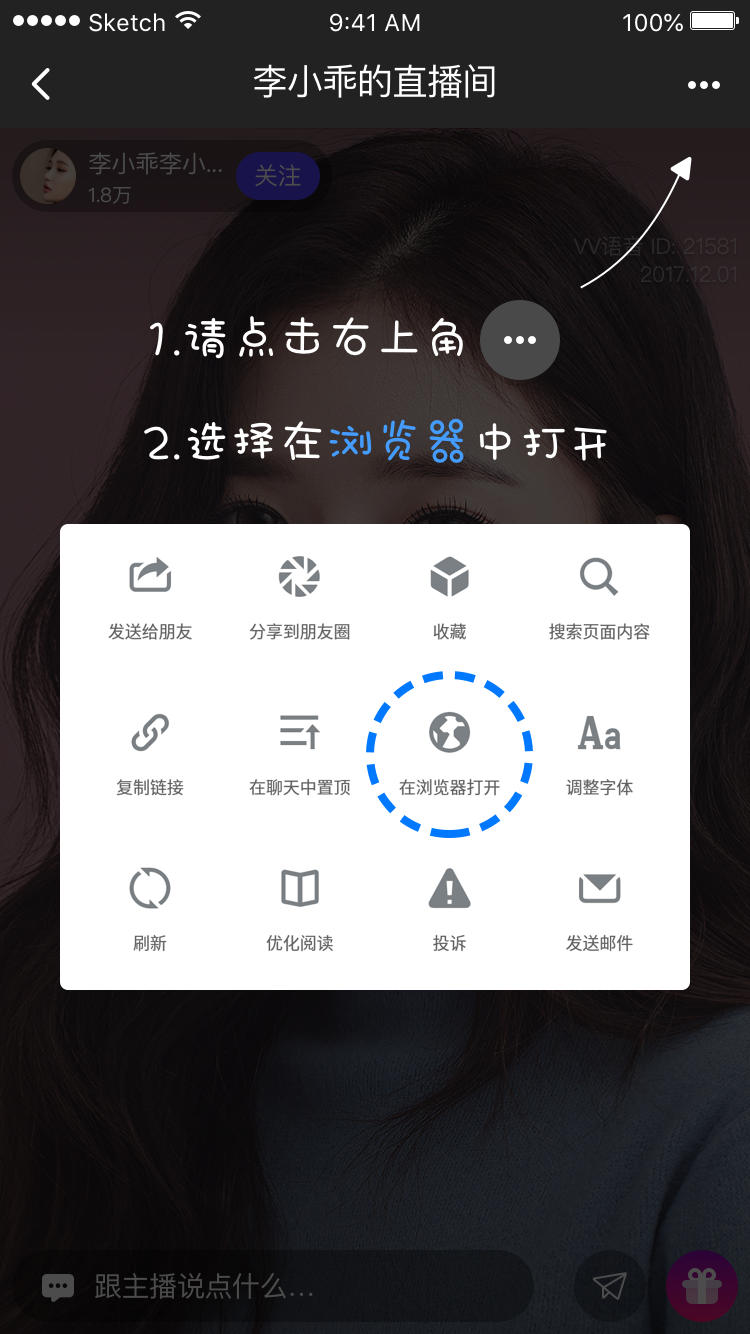 Sketch 9:41 AM 100%
李小乖的直播间
李小乖李小... 关注
1.8万
VV语音 ID: 21581
2017.12.01
1.请点击右上角
2.选择在浏览器中打开
发送给朋友 分享到朋友圈 收藏 搜索页面内容
复制链接 在聊天中置顶 在浏览器打开 Aa 调整字体
刷新 优化阅读 投诉 发送邮件
跟主播说点什么...